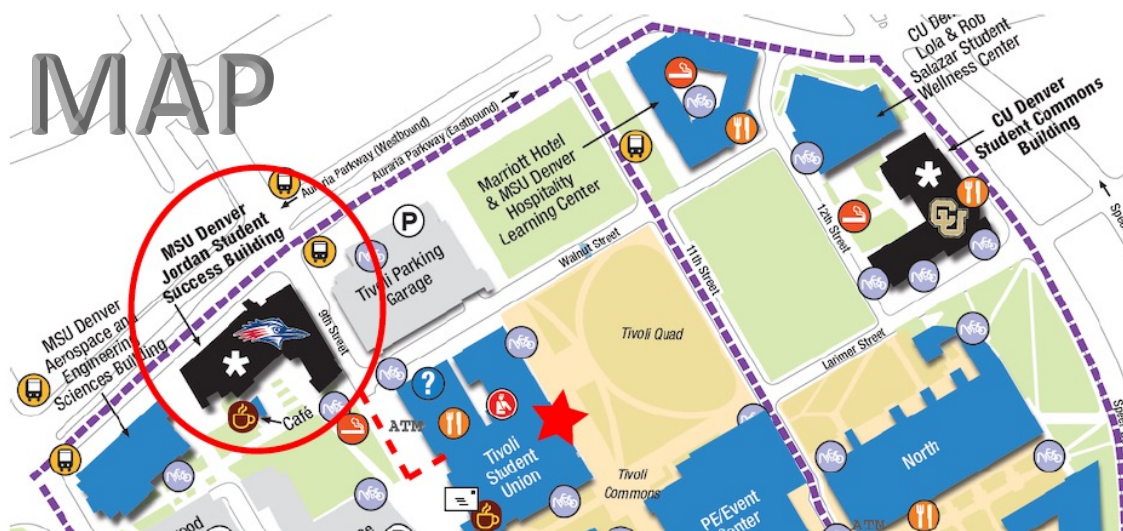 MAP
Auraria Parkway (Westbound)
Auraria Parkway (Eastbound)
MSU Denver
Jordan Student
Success Building
MSU Denver
Aerospace and
Engineering
Sciences Building
9th Street
Café
P
Tivoli Parking
Garage
Marriott Hotel
& MSU Denver
Hospitality
Learning Center
Walnut Street
11th Street
Lola & Rob
Salazar Student
Wellness Center
CU Denver
Student Commons
Building
CU
12th Street
Larimer Street
Tivoli Quad
?
ATM
Tivoli
Student
Union
Tivoli
Commons
PE/Event
Center
North
ATM